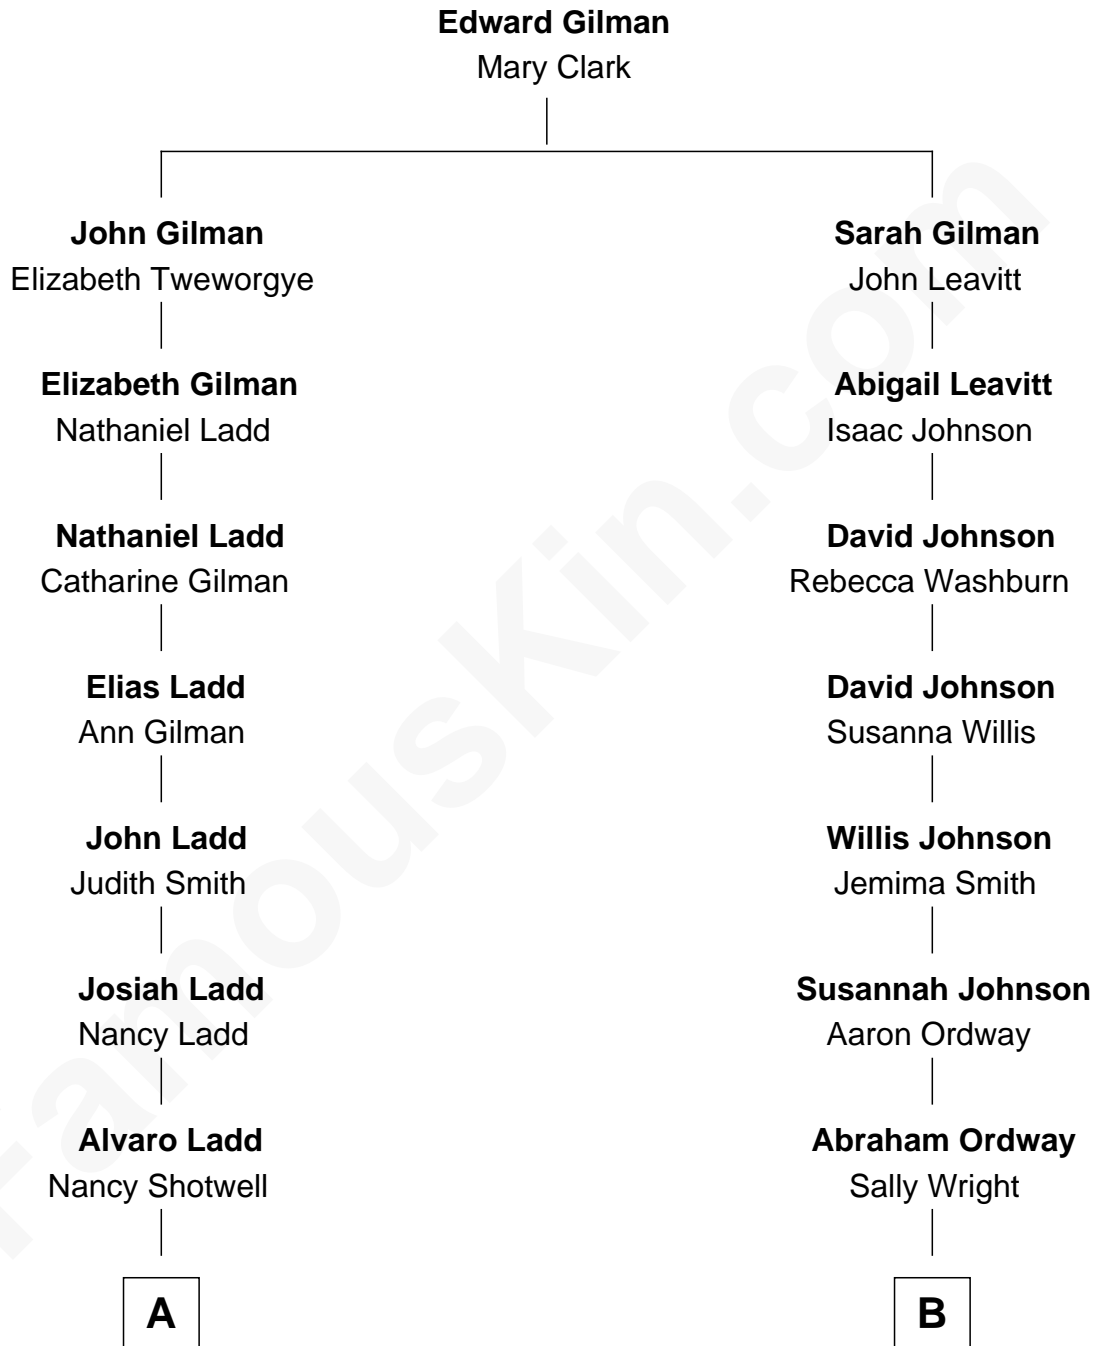 Edward Gilman
Mary Clark
John Gilman
Elizabeth Tweworgye
Sarah Gilman
John Leavitt
Elizabeth Gilman
Nathaniel Ladd
Abigail Leavitt
Isaac Johnson
Nathaniel Ladd
Catharine Gilman
David Johnson
Rebecca Washburn
Elias Ladd
Ann Gilman
David Johnson
Susanna Willis
John Ladd
Judith Smith
Willis Johnson
Jemima Smith
Josiah Ladd
Nancy Ladd
Susannah Johnson
Aaron Ordway
Alvaro Ladd
Nancy Shotwell
Abraham Ordway
Sally Wright
A
B
FamousKin.com